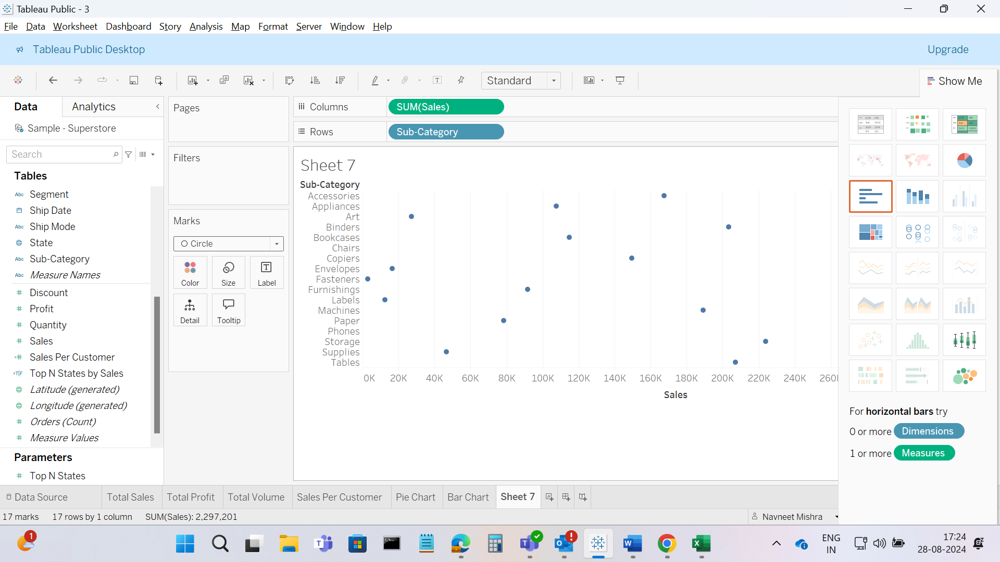 Tableau Public - 3
File Data Worksheet Dashboard Story Analysis Map Format Server Window Help
Tableau Public Desktop
Upgrade
Standard
Show Me
Data
Analytics
Sample - Superstore
Search
Tables
Abc Segment
Ship Date
Abc Ship Mode
State
Abc Sub-Category
Abc Measure Names
# Discount
# Profit
# Quantity
# Sales
=# Sales Per Customer
=T|F Top N States by Sales
Latitude (generated)
Longitude (generated)
# Orders (Count)
# Measure Values
Parameters
# Top N States
Pages
Filters
Marks
Circle
Color
Size
Label
Detail
Tooltip
Columns
SUM(Sales)
Rows
Sub-Category
Sheet 7
Sub-Category
Accessories
Appliances
Art
Binders
Bookcases
Chairs
Copiers
Envelopes
Fasteners
Furnishings
Labels
Machines
Paper
Phones
Storage
Supplies
Tables
0K 20K 40K 60K 80K 100K 120K 140K 160K 180K 200K 220K 240K 260K
Sales
For horizontal bars try
0 or more Dimensions
1 or more Measures
Data Source
Total Sales
Total Profit
Total Volume
Sales Per Customer
Pie Chart
Bar Chart
Sheet 7
17 marks 17 rows by 1 column SUM(Sales): 2,297,201
Navneet Mishra
1
ENG
IN
17:24
28-08-2024